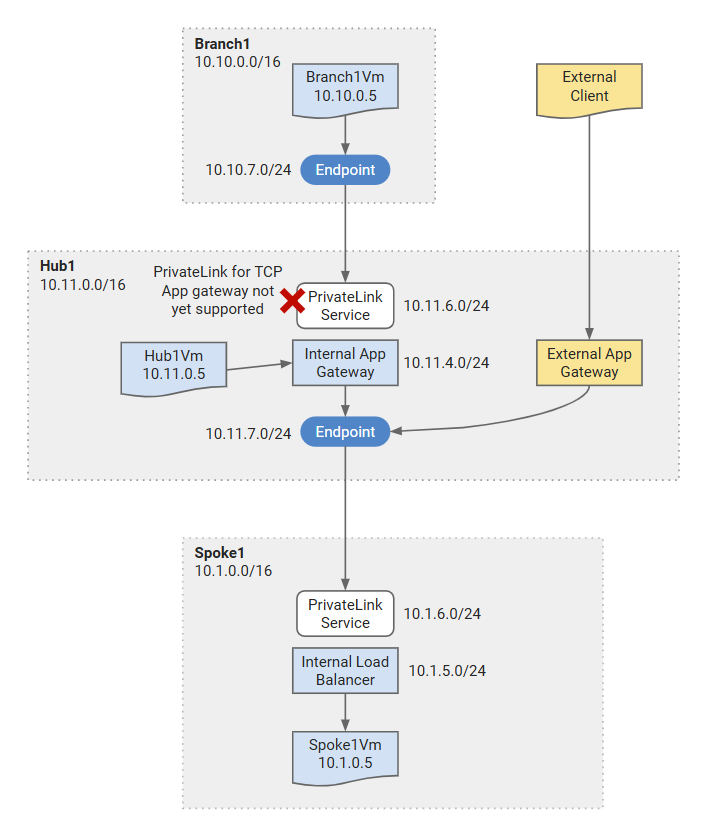 Branch1
10.10.0.0/16
Branch1Vm
10.10.0.5
External
Client
10.10.7.0/24
Endpoint
Hub1
10.11.0.0/16
PrivateLink for TCP
App gateway not
yet supported
PrivateLink
Service
10.11.6.0/24
Hub1Vm
10.11.0.5
Internal App
Gateway
10.11.4.0/24
External App
Gateway
10.11.7.0/24
Endpoint
Spoke1
10.1.0.0/16
PrivateLink
Service
10.1.6.0/24
Internal Load
Balancer
10.1.5.0/24
Spoke1Vm
10.1.0.5